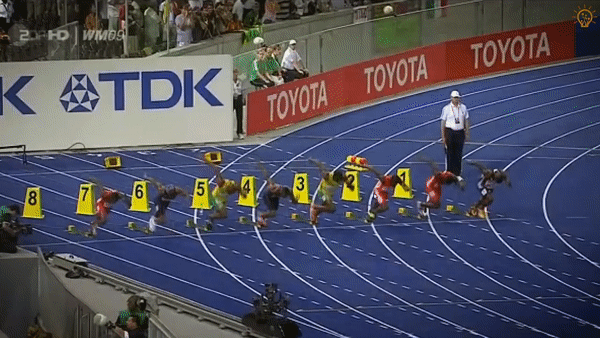 ZDF HD WM09
K TDK
TOYOTA TOYOTA TOYOTA
8 7 6 5 4 3 2 1